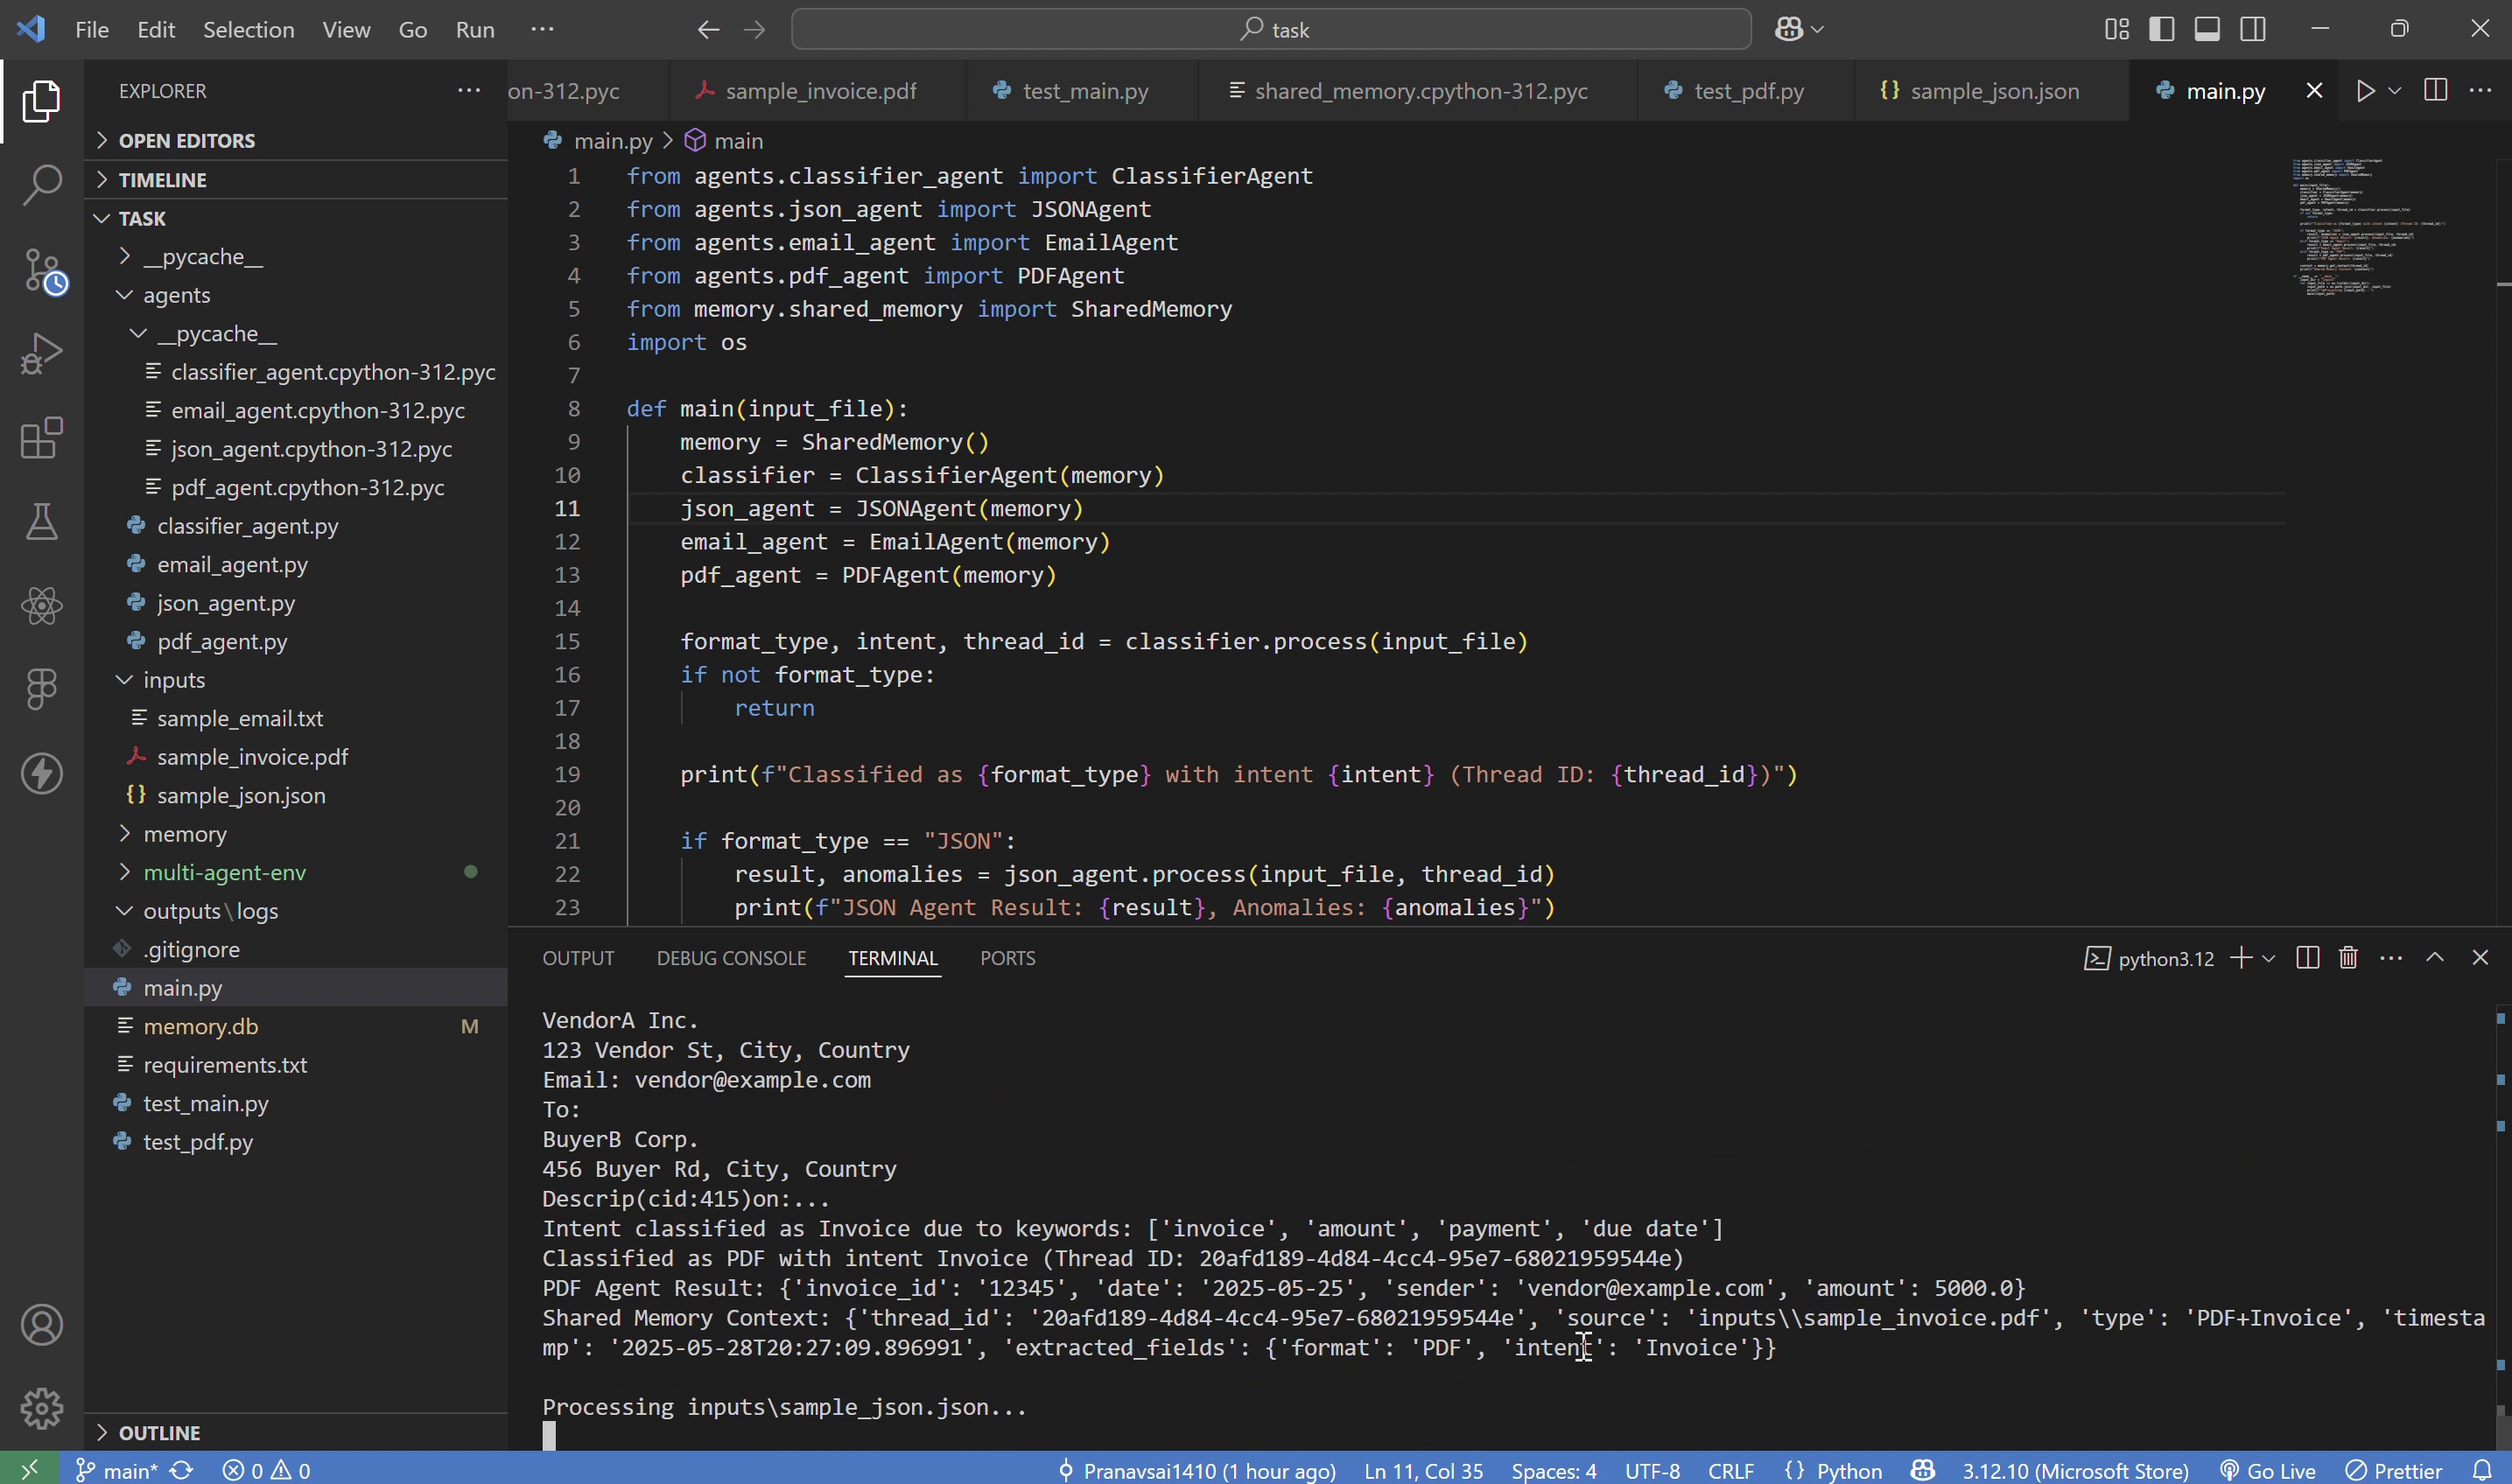 File Edit Selection View Go Run ··· task
EXPLORER ···
OPEN EDITORS
TIMELINE
TASK
__pycache__
agents
__pycache__
classifier_agent.cpython-312.pyc
email_agent.cpython-312.pyc
json_agent.cpython-312.pyc
pdf_agent.cpython-312.pyc
classifier_agent.py
email_agent.py
json_agent.py
pdf_agent.py
inputs
sample_email.txt
sample_invoice.pdf
{} sample_json.json
memory
multi-agent-env
outputs\logs
.gitignore
main.py
memory.db M
requirements.txt
test_main.py
test_pdf.py
OUTLINE
on-312.pyc sample_invoice.pdf test_main.py shared_memory.cpython-312.pyc test_pdf.py {} sample_json.json main.py
main.py > main
1 from agents.classifier_agent import ClassifierAgent
2 from agents.json_agent import JSONAgent
3 from agents.email_agent import EmailAgent
4 from agents.pdf_agent import PDFAgent
5 from memory.shared_memory import SharedMemory
6 import os
7
8 def main(input_file):
9 memory = SharedMemory()
10 classifier = ClassifierAgent(memory)
11 json_agent = JSONAgent(memory)
12 email_agent = EmailAgent(memory)
13 pdf_agent = PDFAgent(memory)
14
15 format_type, intent, thread_id = classifier.process(input_file)
16 if not format_type:
17 return
18
19 print(f"Classified as {format_type} with intent {intent} (Thread ID: {thread_id})")
20
21 if format_type == "JSON":
22 result, anomalies = json_agent.process(input_file, thread_id)
23 print(f"JSON Agent Result: {result}, Anomalies: {anomalies}")
OUTPUT DEBUG CONSOLE TERMINAL PORTS python3.12
VendorA Inc.
123 Vendor St, City, Country
Email: vendor@example.com
To:
BuyerB Corp.
456 Buyer Rd, City, Country
Descrip(cid:415)on:...
Intent classified as Invoice due to keywords: ['invoice', 'amount', 'payment', 'due date']
Classified as PDF with intent Invoice (Thread ID: 20afd189-4d84-4cc4-95e7-68021959544e)
PDF Agent Result: {'invoice_id': '12345', 'date': '2025-05-25', 'sender': 'vendor@example.com', 'amount': 5000.0}
Shared Memory Context: {'thread_id': '20afd189-4d84-4cc4-95e7-68021959544e', 'source': 'inputs\\sample_invoice.pdf', 'type': 'PDF+Invoice', 'timesta
mp': '2025-05-28T20:27:09.896991', 'extracted_fields': {'format': 'PDF', 'intent': 'Invoice'}}
Processing inputs\sample_json.json...
main* 0 0 Pranavsai1410 (1 hour ago) Ln 11, Col 35 Spaces: 4 UTF-8 CRLF {} Python 3.12.10 (Microsoft Store) Go Live Prettier